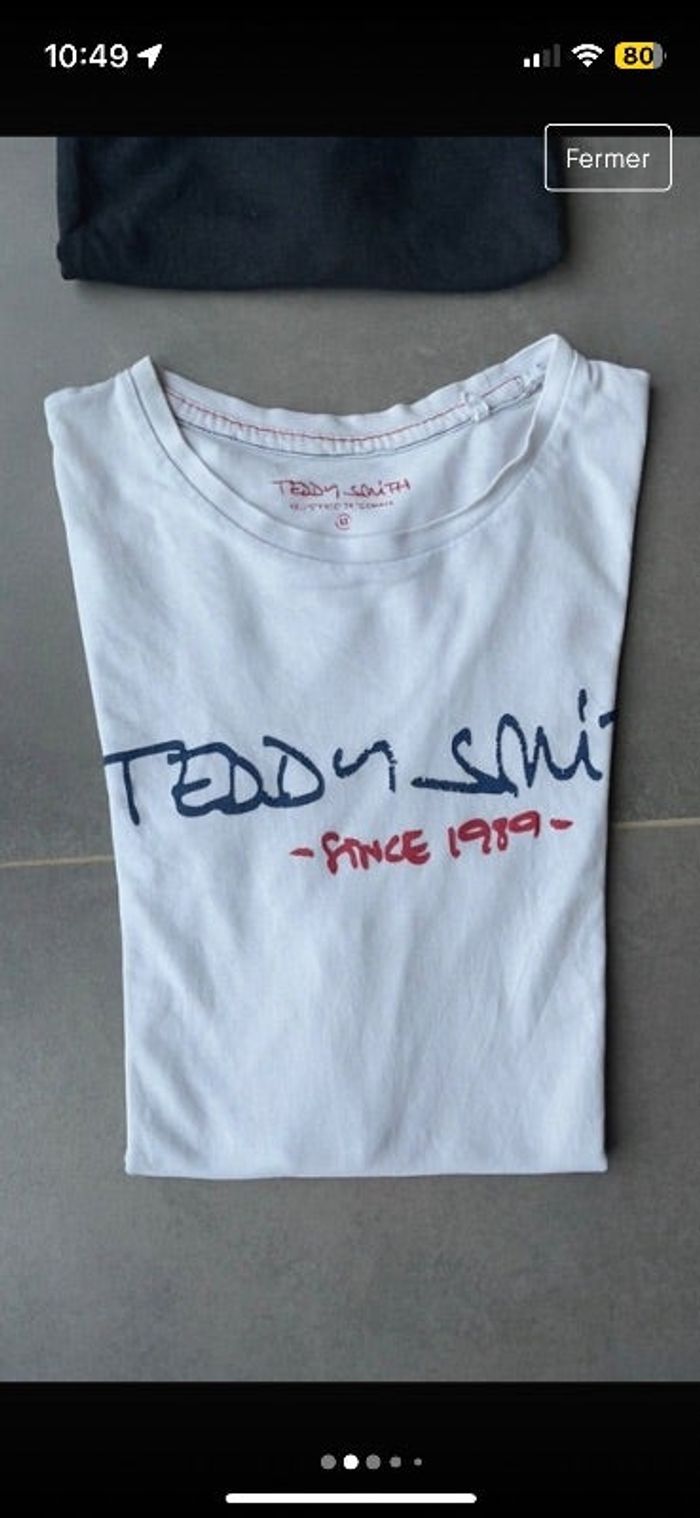 10:49
80
Fermer
TEDDY SMITH
TEDDY SMI
-SINCE 1989-